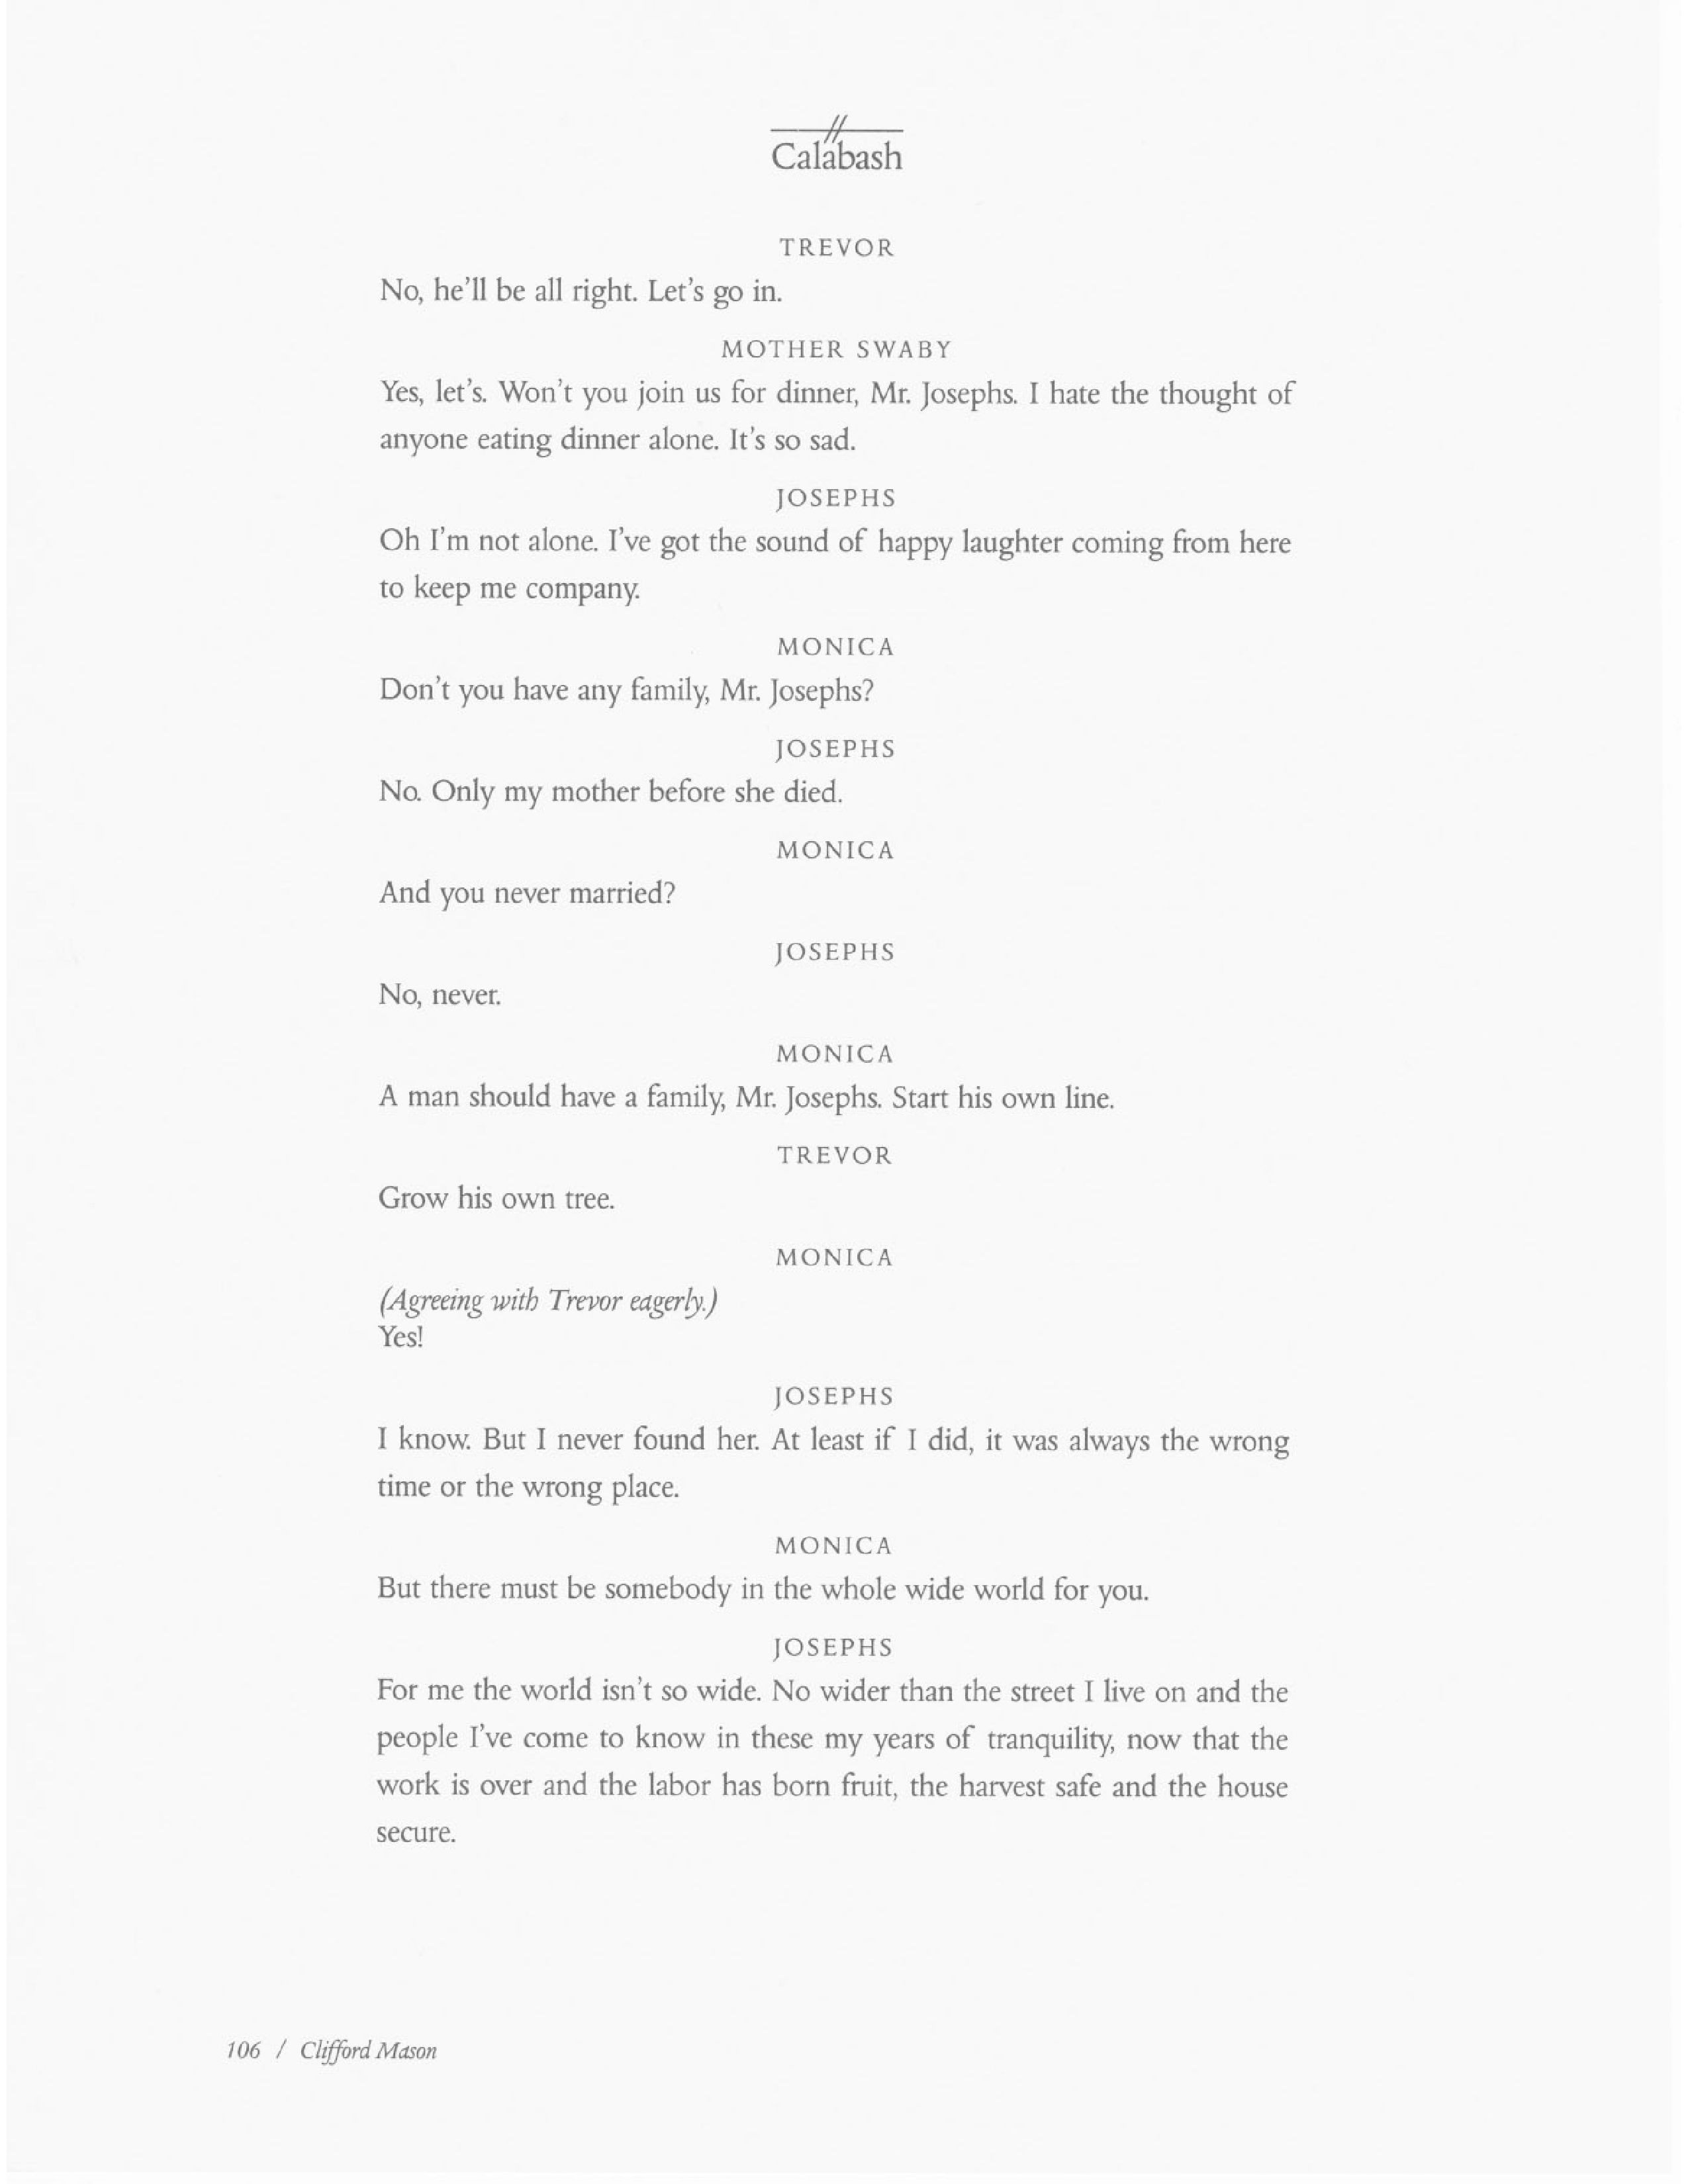 Calabash
TREVOR
No, he'll be all right. Let's go in.
MOTHER SWABY
Yes, let's. Won't you join us for dinner, Mr. Josephs. I hate the thought of
anyone eating dinner alone. It's so sad.
JOSEPHS
Oh I'm not alone. I've got the sound of happy laughter coming from here
to keep me company.
MONICA
Don't you have any family, Mr. Josephs?
JOSEPHS
No. Only my mother before she died.
MONICA
And you never married?
JOSEPHS
No, never.
MONICA
A man should have a family, Mr. Josephs. Start his own line.
TREVOR
Grow his own tree.
MONICA
(Agreeing with Trevor eagerly.)
Yes!
JOSEPHS
I know. But I never found her. At least if I did, it was always the wrong
time or the wrong place.
MONICA
But there must be somebody in the whole wide world for you.
JOSEPHS
For me the world isn't so wide. No wider than the street I live on and the
people I've come to know in these my years of tranquility, now that the
work is over and the labor has born fruit, the harvest safe and the house
secure.
106 / Clifford Mason